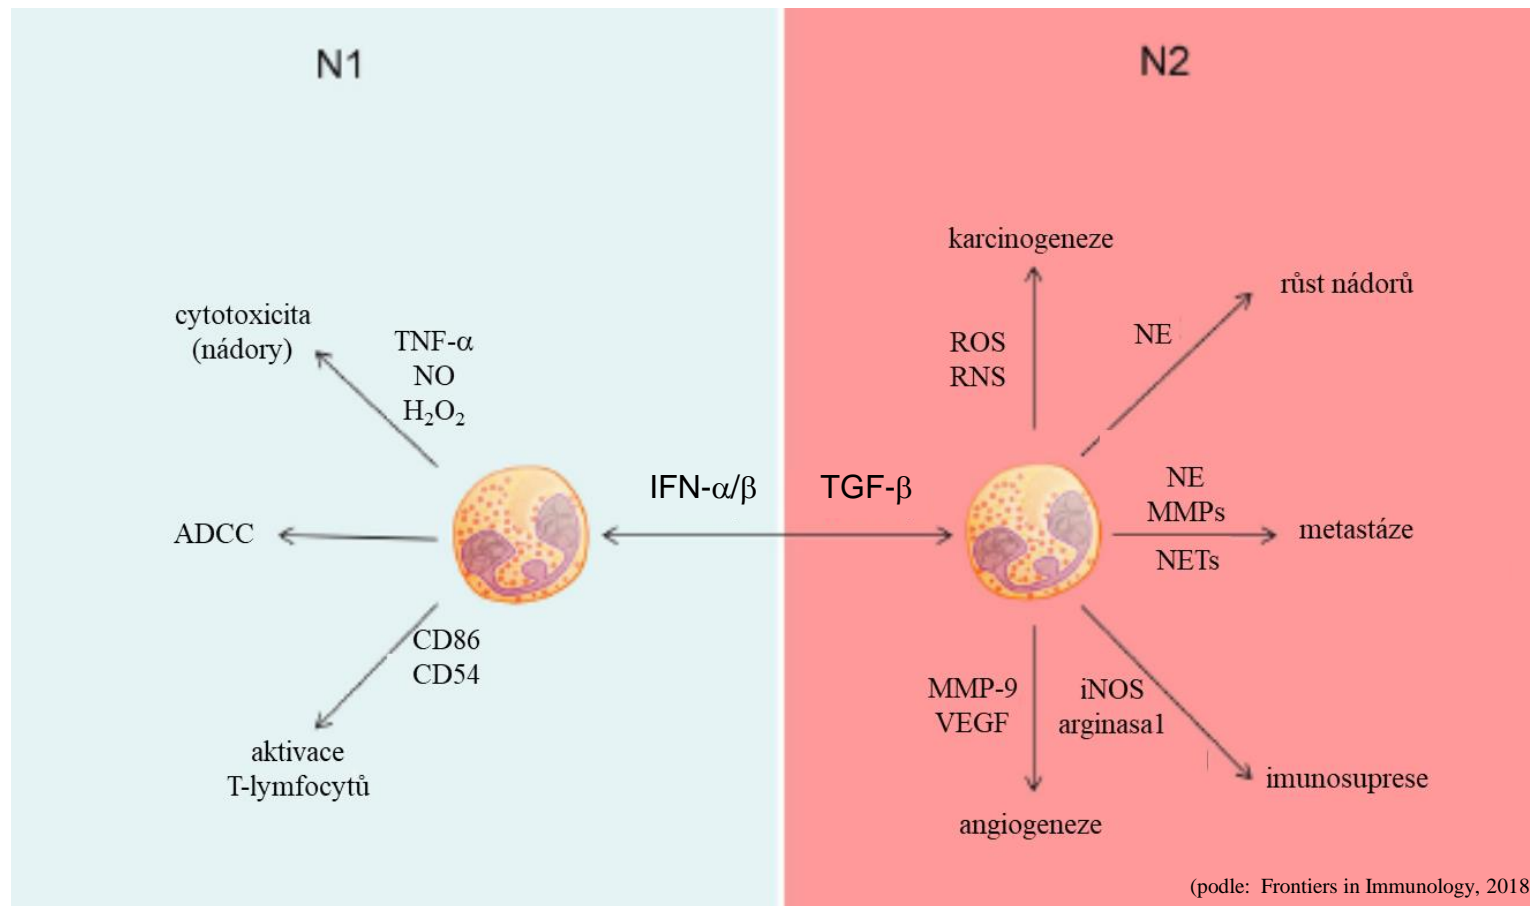 N1
N2
cytotoxicita
(nádory)
TNF-α
NO
H₂O₂
ADCC
CD86
CD54
aktivace
T-lymfocytů
IFN-α/β
TGF-β
karcinogeneze
ROS
RNS
NE
růst nádorů
NE
MMPs
NETs
metastáze
MMP-9
VEGF
iNOS
arginasa1
angiogeneze
imunosuprese
(podle: Frontiers in Immunology, 2018